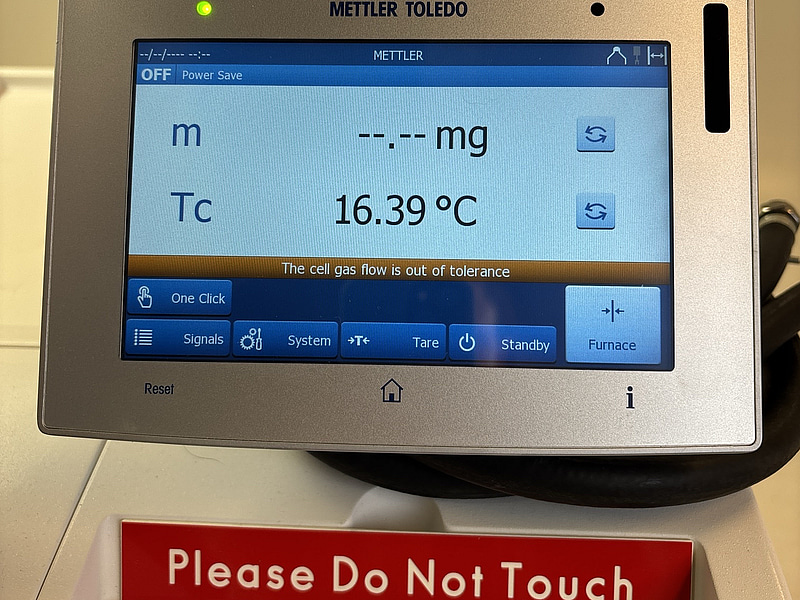 METTLER TOLEDO
--/--/---- --:--
METTLER
OFF Power Save
m --.-- mg
Tc 16.39 °C
The cell gas flow is out of tolerance
One Click
Signals
System
→T← Tare
Standby
Furnace
Reset
i
Please Do Not Touch